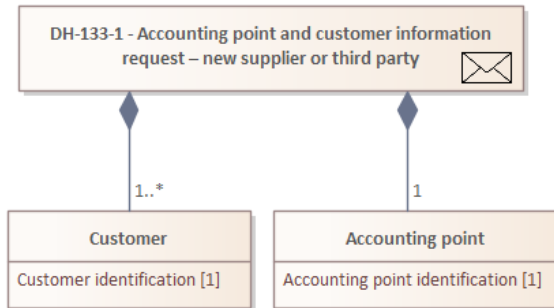 DH-133-1 - Accounting point and customer information
request – new supplier or third party
1..*
1
Customer
Customer identification [1]
Accounting point
Accounting point identification [1]